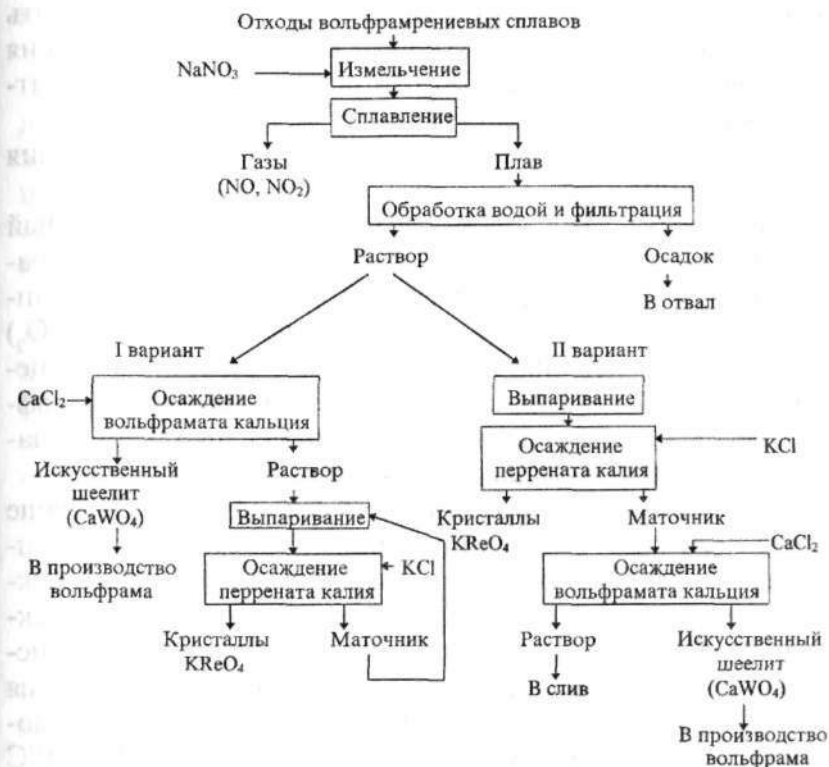 Отходы вольфрамрениевых сплавов
NaNO₃
Измельчение
Сплавление
Газы
(NO, NO₂)
Плав
Обработка водой и фильтрация
Раствор
Осадок
В отвал
I вариант
II вариант
CaCl₂
Осаждение
вольфрамата кальция
Искусственный
шеелит
(CaWO₄)
В производство
вольфрама
Раствор
Выпаривание
Осаждение
перрената калия
KCl
Кристаллы
KReO₄
Маточник
Выпаривание
Осаждение
перрената калия
KCl
Кристаллы
KReO₄
Маточник
CaCl₂
Осаждение
вольфрамата кальция
Раствор
В слив
Искусственный
шеелит
(CaWO₄)
В производство
вольфрама